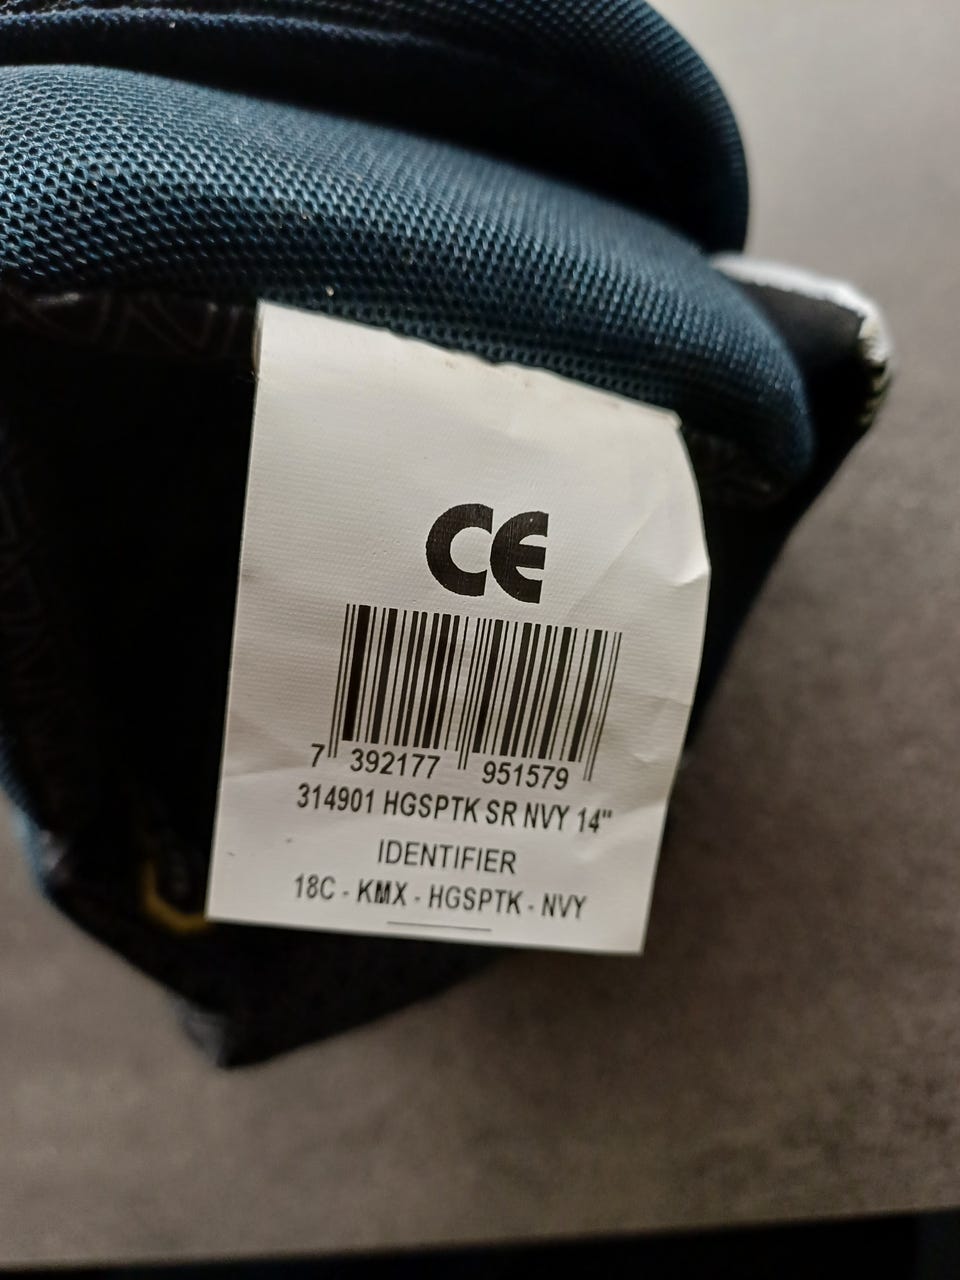 CE
7 392177 951579
314901 HGSPTK SR NVY 14"
IDENTIFIER
18C - KMX - HGSPTK - NVY